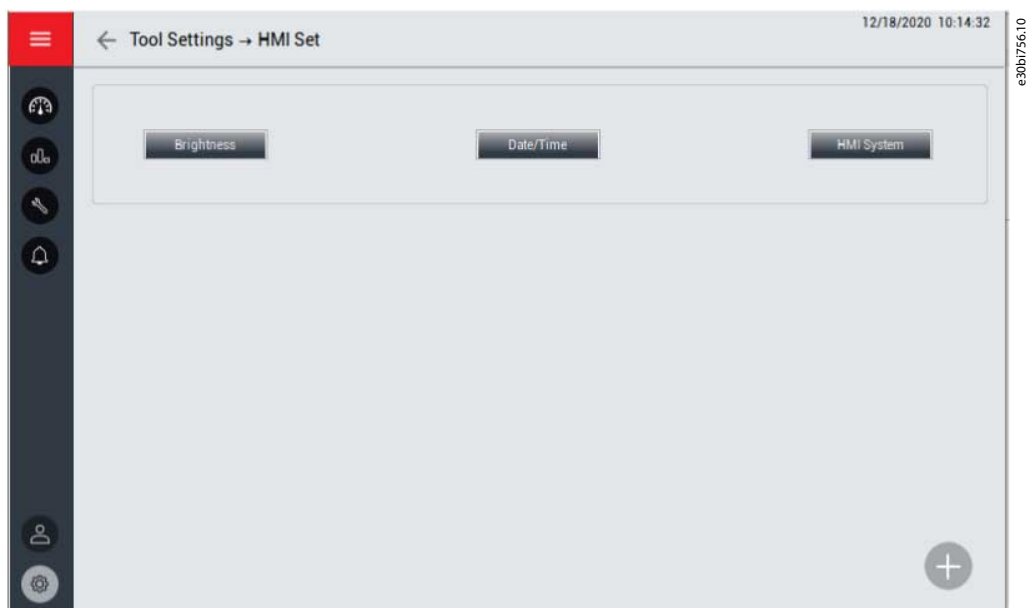 12/18/2020 10:14:32
Tool Settings → HMI Set
Brightness
Date/Time
HMI System
e30bi756.10